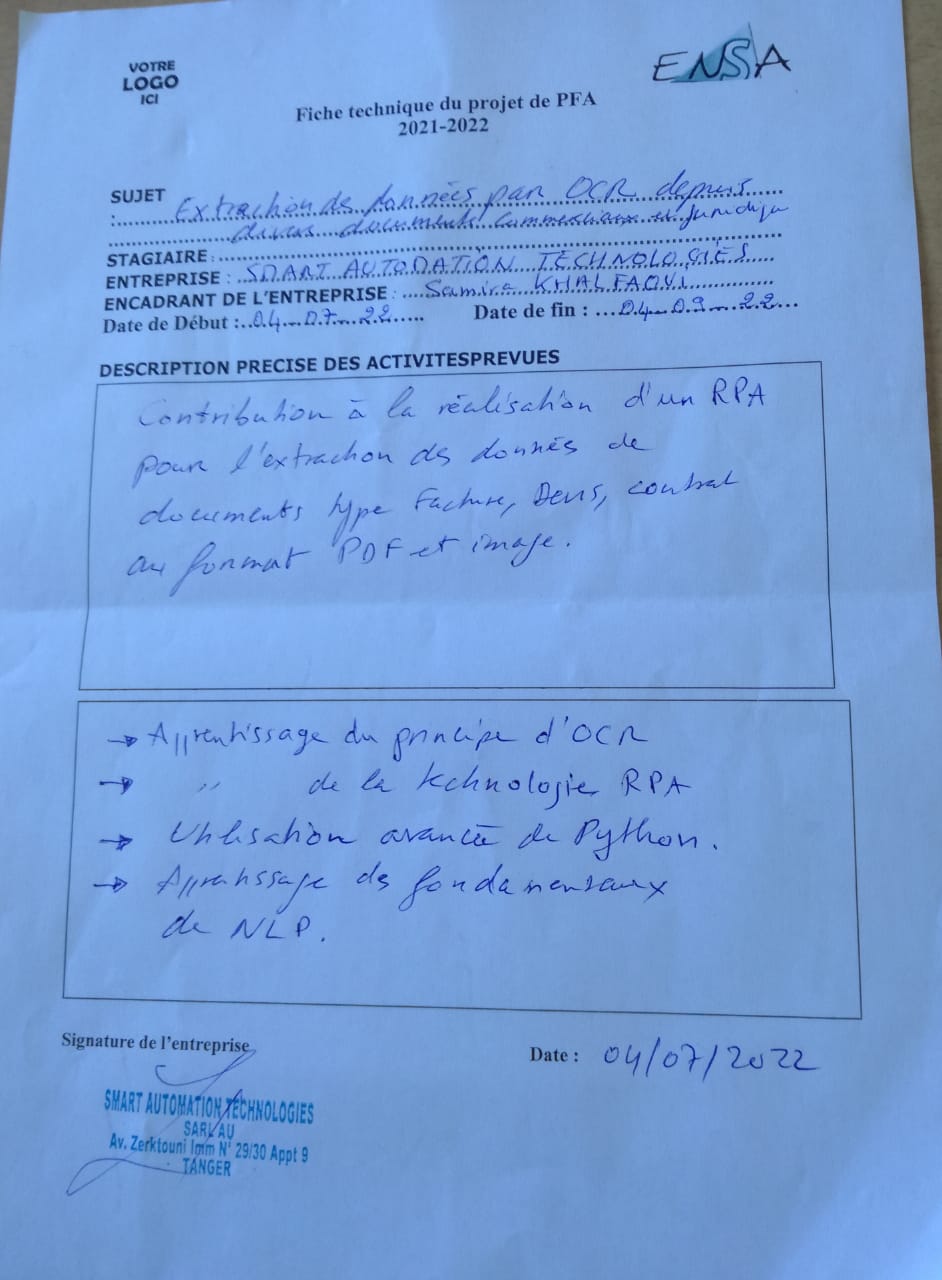 VOTRE
LOGO
ICI
ENSA
Fiche technique du projet de PFA
2021-2022
SUJET
: Extraction de données par OCR depuis
divers documents commerciaux et juridique
STAGIAIRE :
ENTREPRISE : SMART AUTOMATION TECHNOLOGIES
ENCADRANT DE L'ENTREPRISE : Samira KHALFAOUI
Date de Début : 04-07-22 Date de fin : 04-09-22
DESCRIPTION PRECISE DES ACTIVITESPREVUES
Contribution à la réalisation d'un RPA
pour l'extraction des données de
documents type Facture, Devis, contrat
au format PDF et image.
→ Apprentissage du principe d'OCR
→ " de la technologie RPA
→ Utilisation avancée de Python.
→ Apprentissage des fondamentaux
de NLP.
Signature de l'entreprise
Date : 04/07/2022
SMART AUTOMATION TECHNOLOGIES
SARL AU
Av. Zerktouni Imm N° 29/30 Appt 9
TANGER